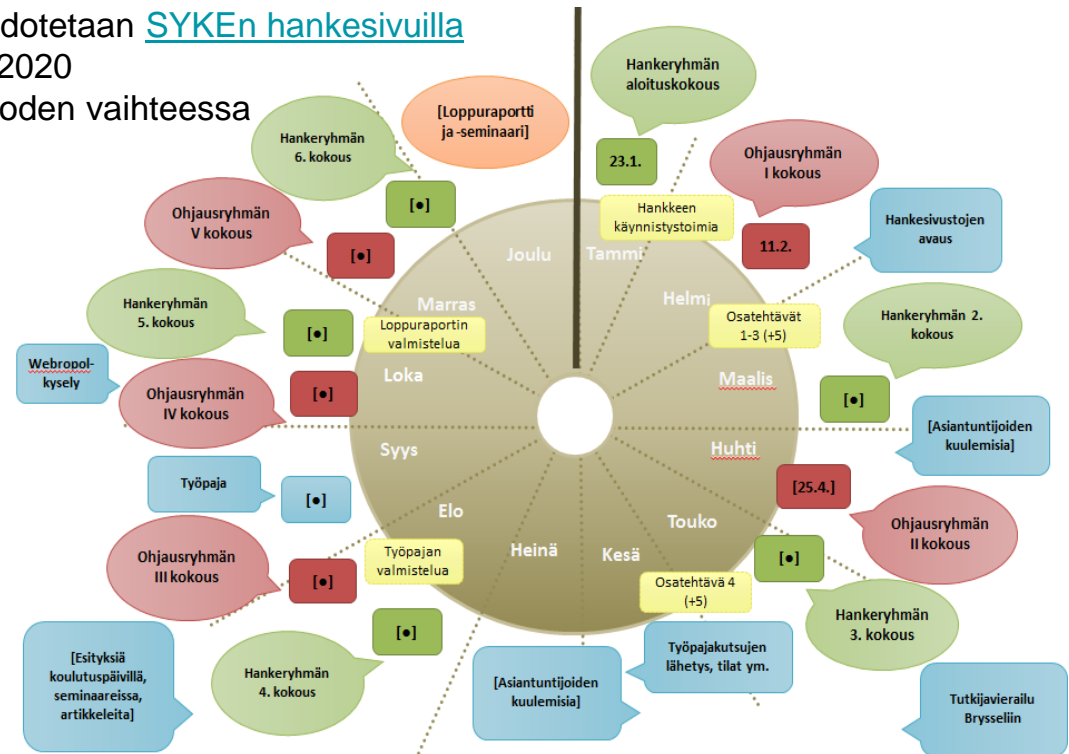 dotetaan SYKEn hankesivuilla
2020
oden vaihteessa
Hankeryhmän
aloituskokous
[Loppuraportti
ja -seminaari]
Hankeryhmän
6. kokous
23.1.
Ohjausryhmän
I kokous
[●]
Hankkeen
käynnistystoimia
11.2.
Hankesivustojen
avaus
Ohjausryhmän
V kokous
[●]
Joulu
Tammi
Helmi
Marras
Hankeryhmän
5. kokous
[●]
Loppuraportin
valmistelua
Osatehtävät
1-3 (+5)
Hankeryhmän 2.
kokous
Webropol-
kysely
Ohjausryhmän
IV kokous
[●]
Loka
Maalis
[●]
[Asiantuntijoiden
kuulemisia]
Syys
Huhti
Työpaja
[●]
[25.4.]
Elo
Touko
Ohjausryhmän
II kokous
Ohjausryhmän
III kokous
[●]
Työpajan
valmistelua
Heinä
Kesä
[●]
Osatehtävä 4
(+5)
Hankeryhmän
3. kokous
[●]
[Esityksiä
koulutuspäivillä,
seminaareissa,
artikkeleita]
Hankeryhmän
4. kokous
[Asiantuntijoiden
kuulemisia]
Työpajakutsujen
lähetys, tilat ym.
Tutkijavierailu
Brysseliin